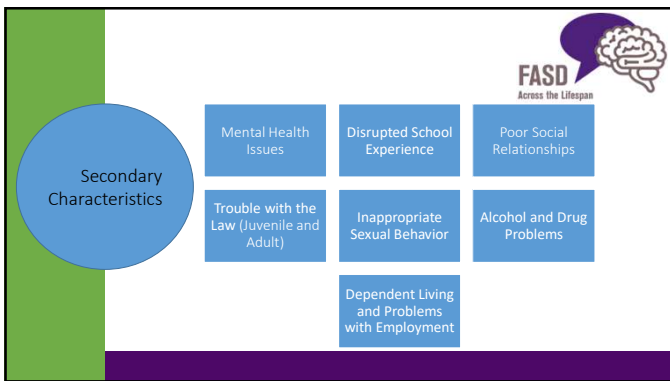 FASD
Across the Lifespan
Secondary
Characteristics
Mental Health
Issues
Disrupted School
Experience
Poor Social
Relationships
Trouble with the
Law (Juvenile and
Adult)
Inappropriate
Sexual Behavior
Alcohol and Drug
Problems
Dependent Living
and Problems
with Employment